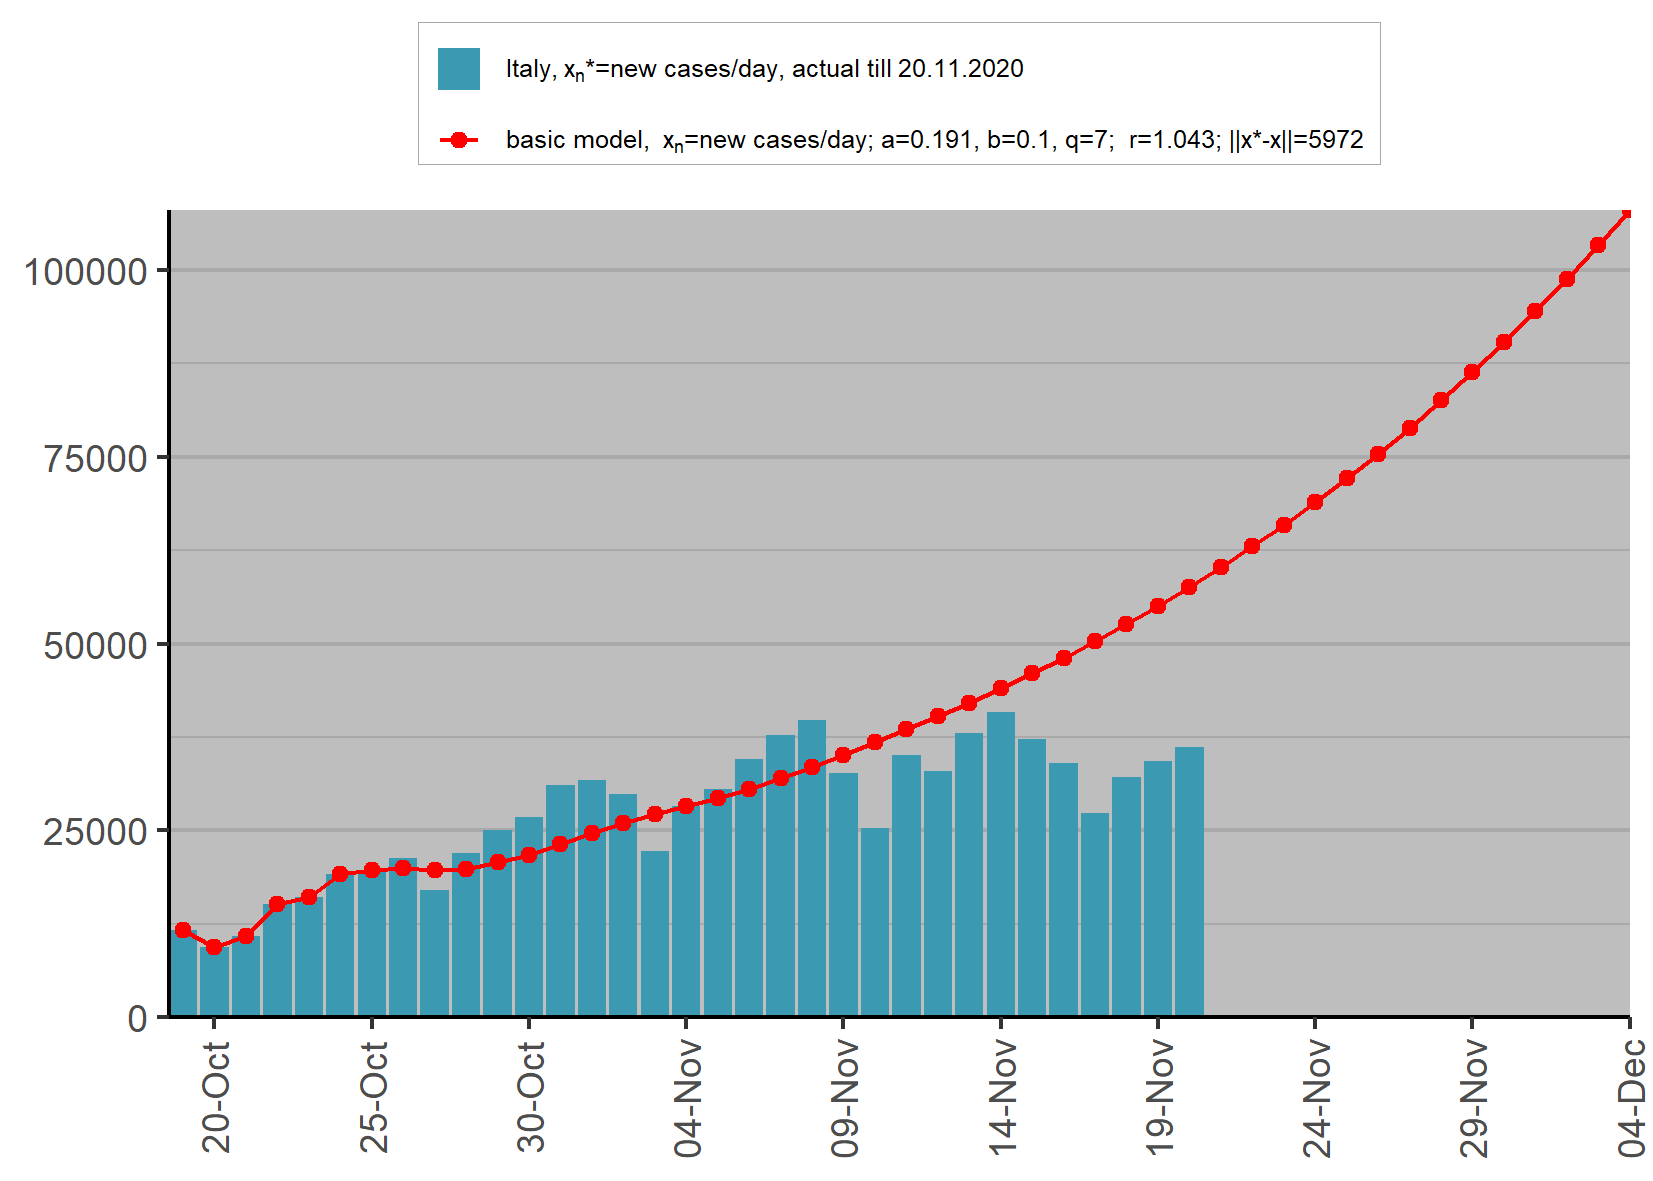 Italy, xn*=new cases/day, actual till 20.11.2020
basic model, xn=new cases/day; a=0.191, b=0.1, q=7; r=1.043; ||x*-x||=5972
100000
75000
50000
25000
0
20-Oct
25-Oct
30-Oct
04-Nov
09-Nov
14-Nov
19-Nov
24-Nov
29-Nov
04-Dec